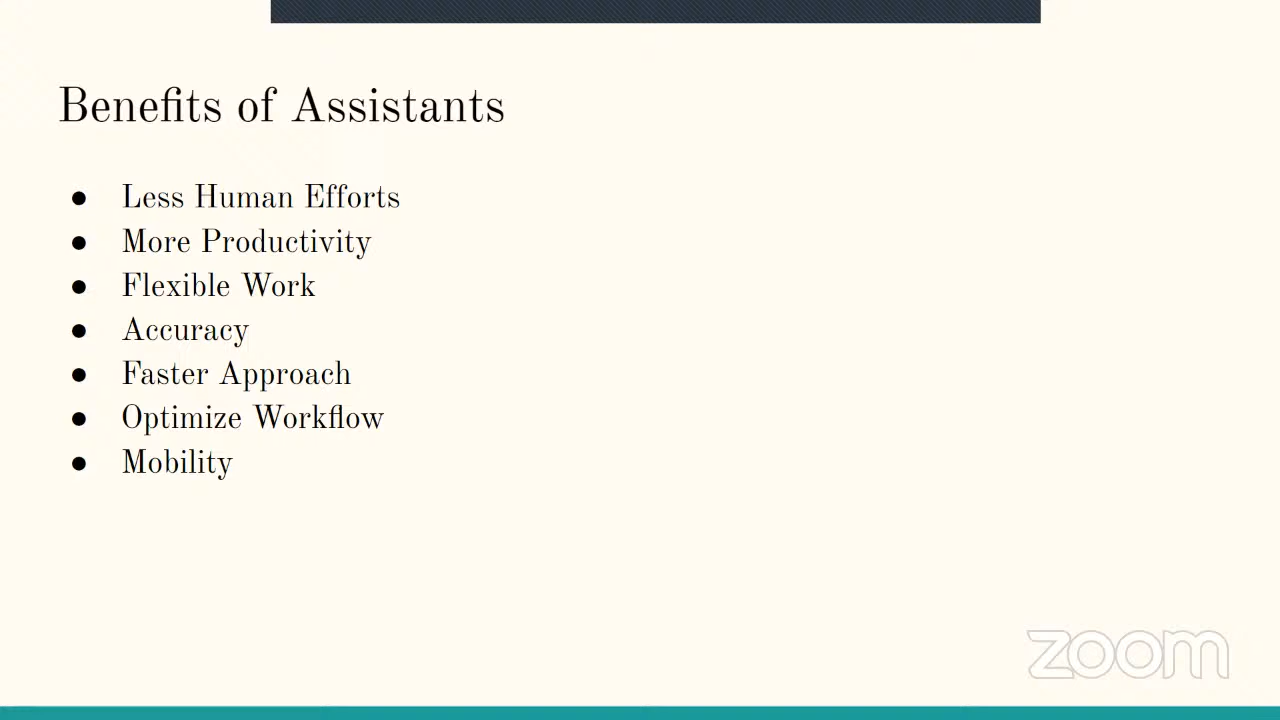 Benefits of Assistants
● Less Human Efforts
● More Productivity
● Flexible Work
● Accuracy
● Faster Approach
● Optimize Workflow
● Mobility
zoom